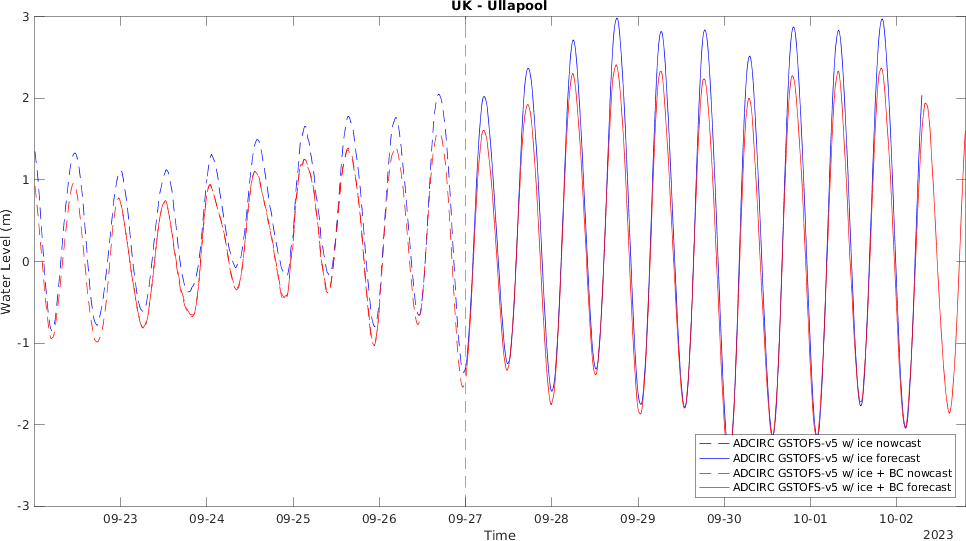 UK - Ullapool
3
2
1
0
-1
-2
-3
Water Level (m)
09-23 09-24 09-25 09-26 09-27 09-28 09-29 09-30 10-01 10-02
Time
2023
ADCIRC GSTOFS-v5 w/ ice nowcast
ADCIRC GSTOFS-v5 w/ ice forecast
ADCIRC GSTOFS-v5 w/ ice + BC nowcast
ADCIRC GSTOFS-v5 w/ ice + BC forecast